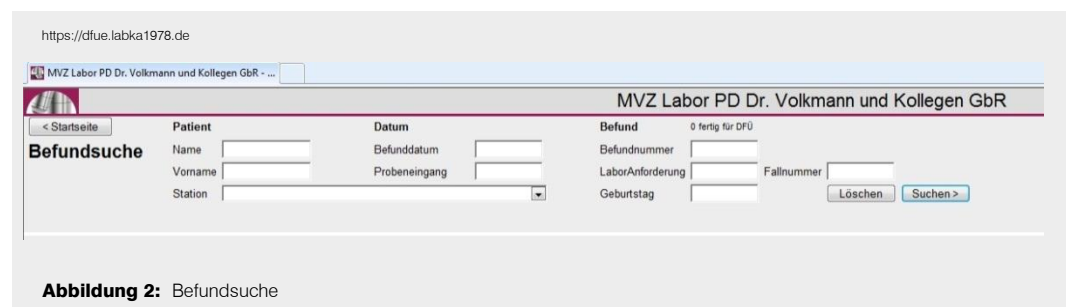 https://dfue.labka1978.de
MVZ Labor PD Dr. Volkmann und Kollegen GbR - ...
MVZ Labor PD Dr. Volkmann und Kollegen GbR
< Startseite Patient Datum Befund 0 fertig für DFÜ
Befundsuche Name Befunddatum Befundnummer
Vorname Probeneingang LaborAnforderung Fallnummer
Station Geburtstag Löschen Suchen >
Abbildung 2: Befundsuche